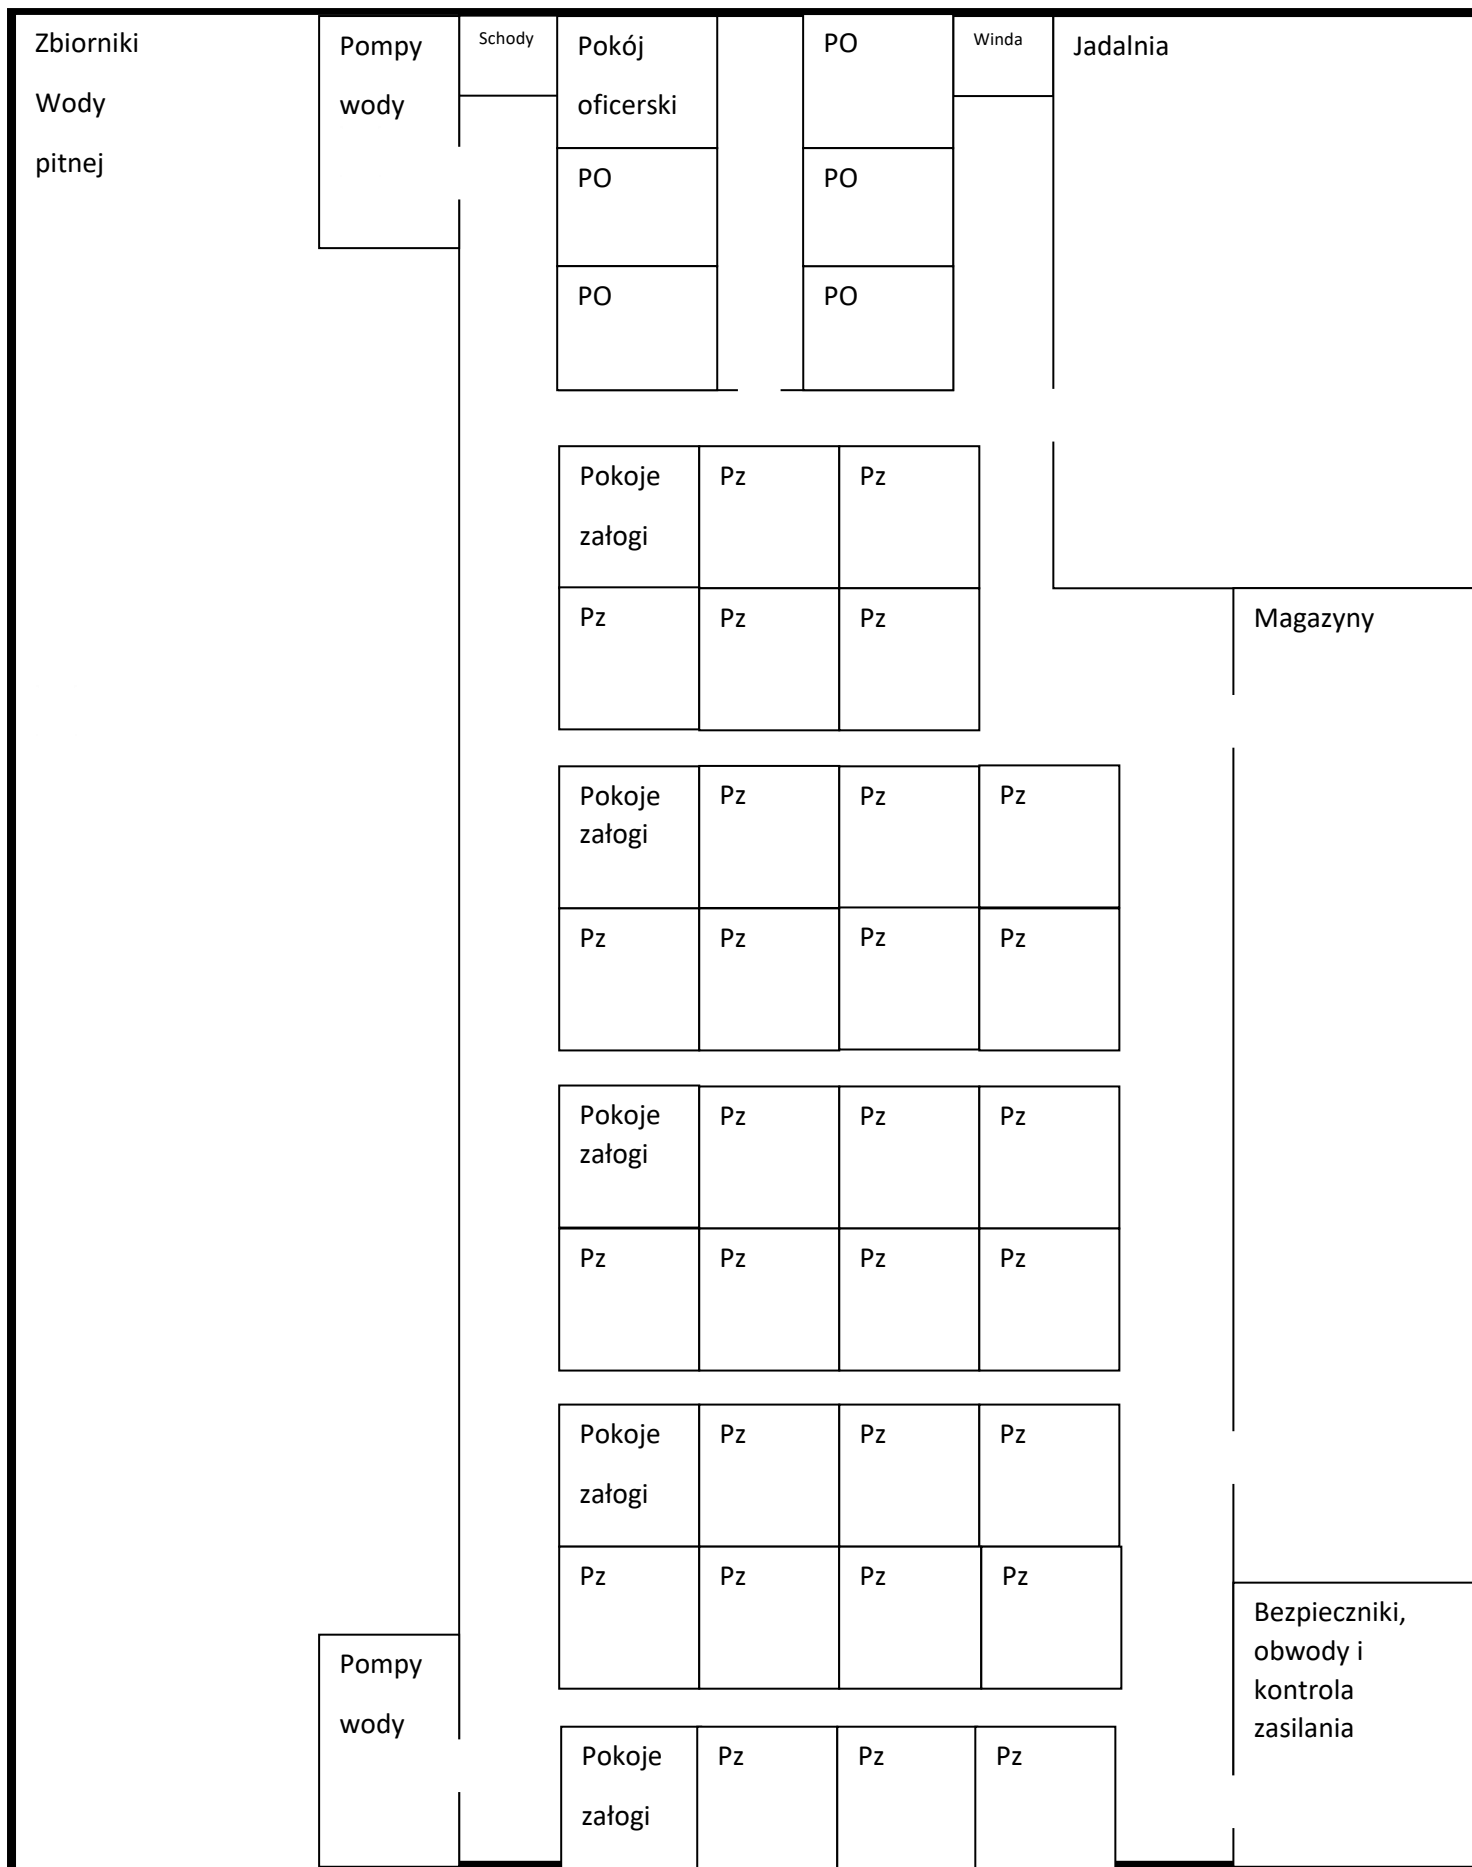 Zbiorniki
Wody
pitnej
Pompy
wody
Schody
Pokój
oficerski
PO
Winda
Jadalnia
PO
PO
PO
PO
Pokoje
załogi
Pz
Pz
Pz
Pz
Pz
Magazyny
Pokoje
załogi
Pz
Pz
Pz
Pz
Pz
Pz
Pz
Pokoje
załogi
Pz
Pz
Pz
Pz
Pz
Pz
Pz
Pokoje
załogi
Pz
Pz
Pz
Pz
Pz
Pz
Pz
Bezpieczniki,
obwody i
kontrola
zasilania
Pompy
wody
Pokoje
załogi
Pz
Pz
Pz